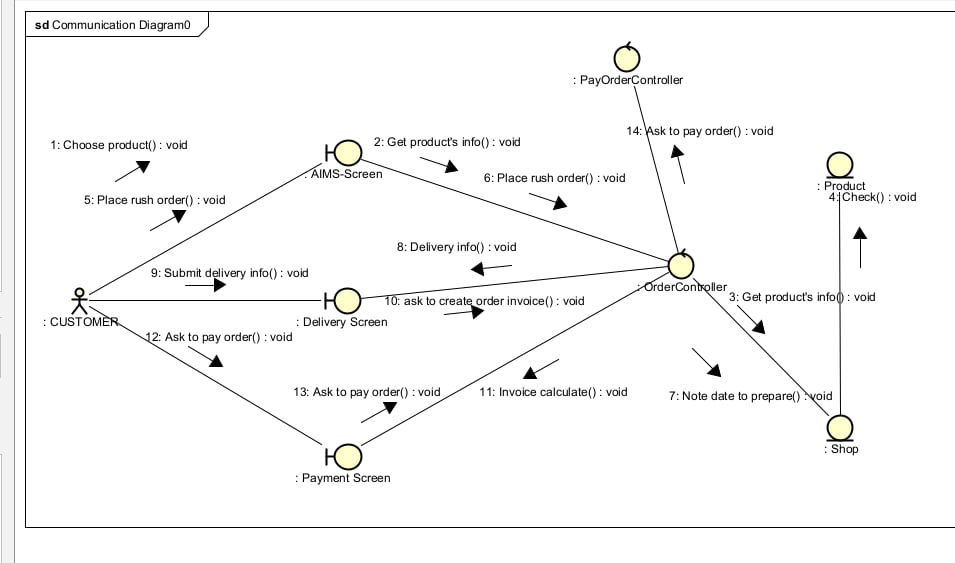 sd Communication Diagram0
: PayOrderController
14: Ask to pay order() : void
1: Choose product() : void
2: Get product's info() : void
: AIMS-Screen
6: Place rush order() : void
: Product
4: Check() : void
5: Place rush order() : void
8: Delivery info() : void
9: Submit delivery info() : void
: OrderController
3: Get product's info() : void
10: ask to create order invoice() : void
: CUSTOMER
: Delivery Screen
12: Ask to pay order() : void
13: Ask to pay order() : void
11: Invoice calculate() : void
7: Note date to prepare() : void
: Shop
: Payment Screen